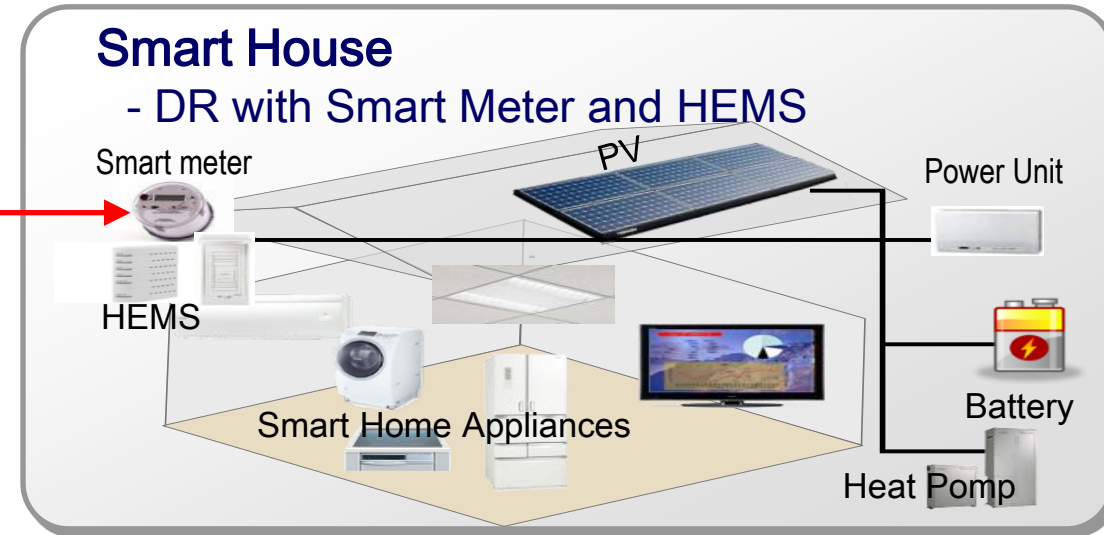 Smart House
- DR with Smart Meter and HEMS
Smart meter
PV
Power Unit
HEMS
Smart Home Appliances
Battery
Heat Pomp